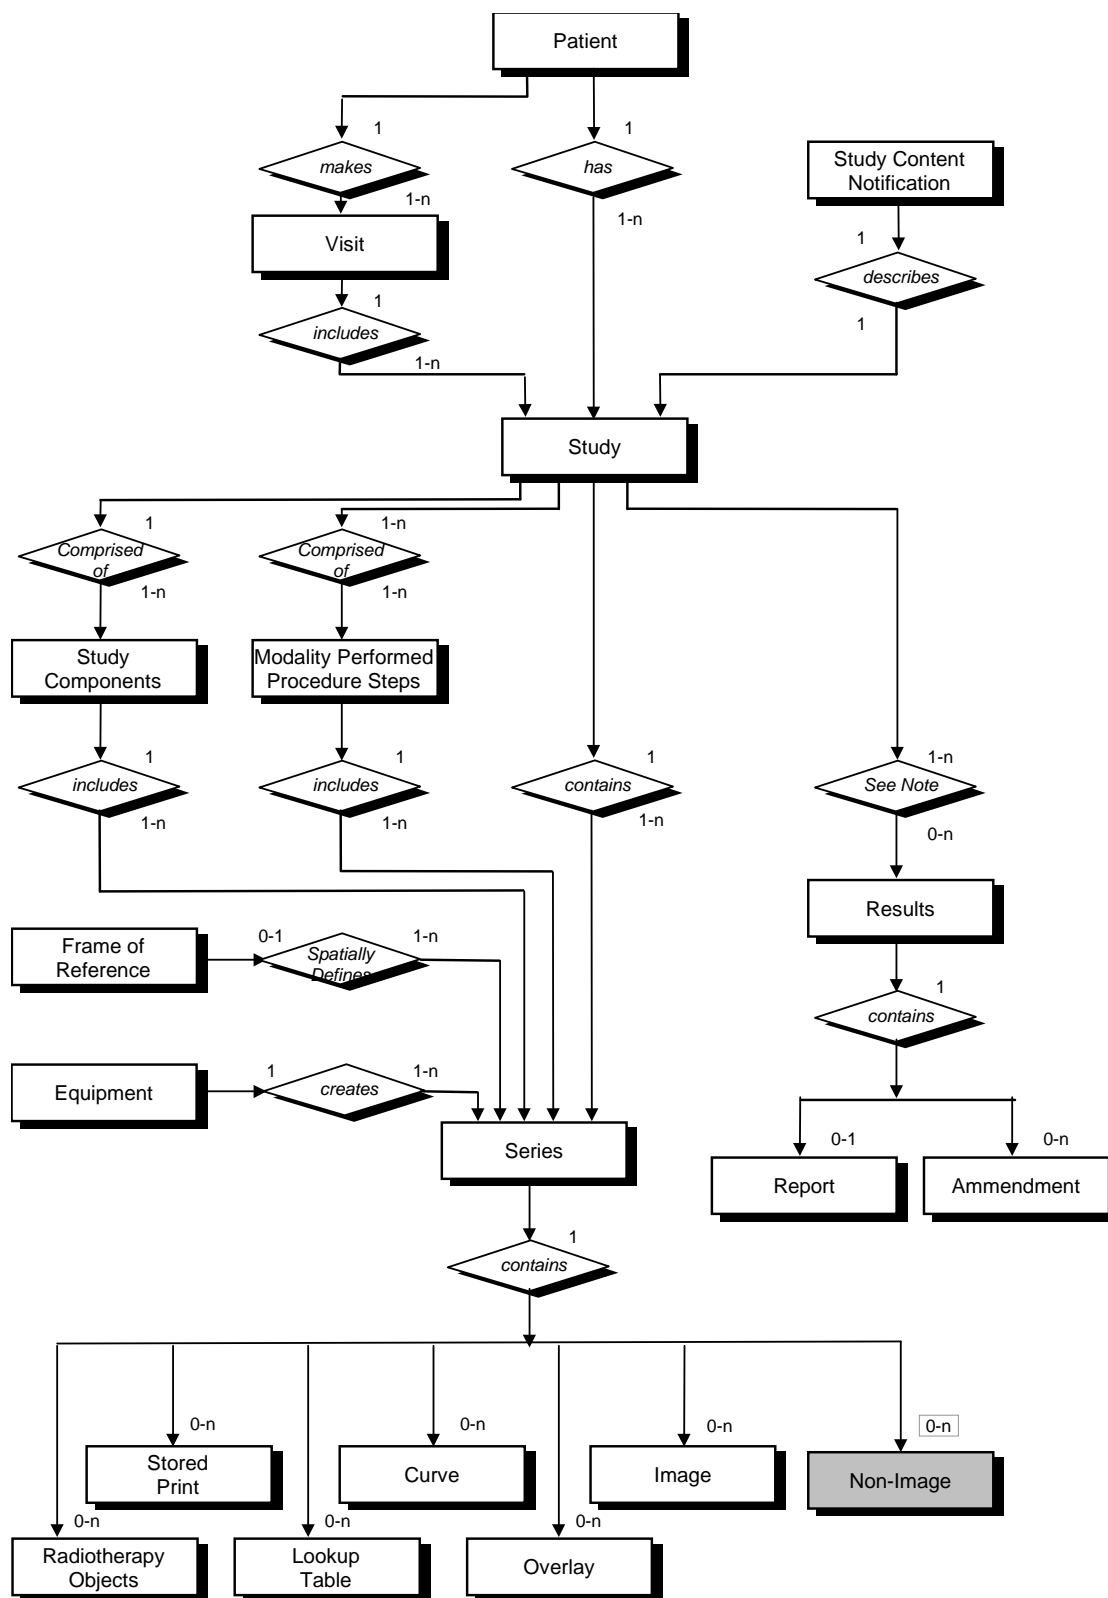 Patient
1
1
makes
has
Study Content
Notification
1-n
1-n
Visit
1
describes
1
1
includes
1-n
Study
1
1-n
Comprised
of
Comprised
of
1-n
1-n
Study
Components
Modality Performed
Procedure Steps
1
1
1
1-n
includes
includes
contains
See Note
1-n
1-n
1-n
0-n
Results
Frame of
Reference
0-1
Spatially
Defines
1-n
1
contains
Equipment
1
creates
1-n
Series
0-1
0-n
Report
Ammendment
1
contains
0-n
0-n
0-n
0-n
Stored
Print
Curve
Image
Non-Image
0-n
0-n
0-n
Radiotherapy
Objects
Lookup
Table
Overlay